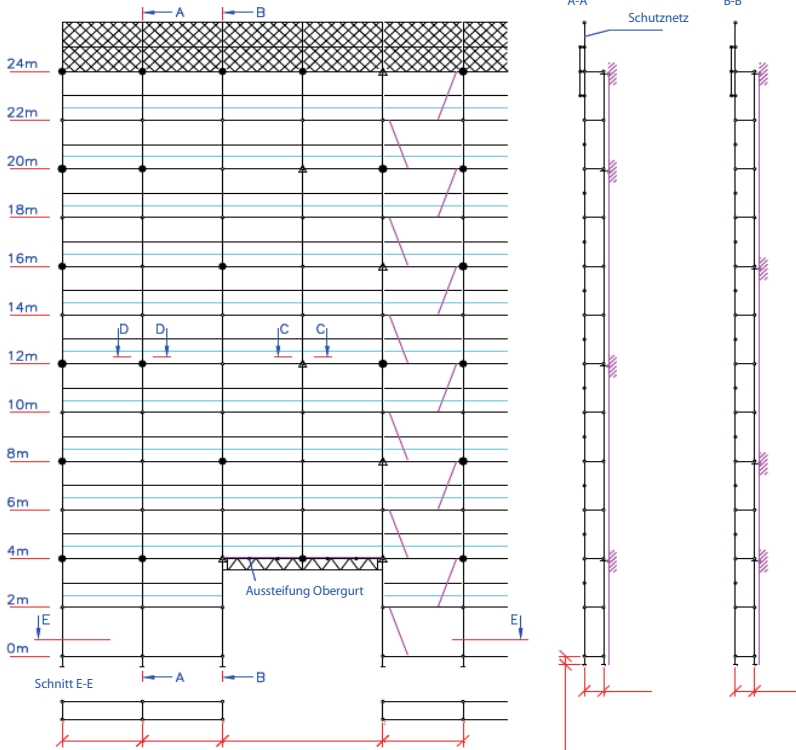 A-A
B-B
A
B
Schutznetz
24m
22m
20m
18m
16m
14m
D
D
C
C
12m
10m
8m
6m
4m
Aussteifung Obergurt
2m
E
E
0m
A
B
Schnitt E-E